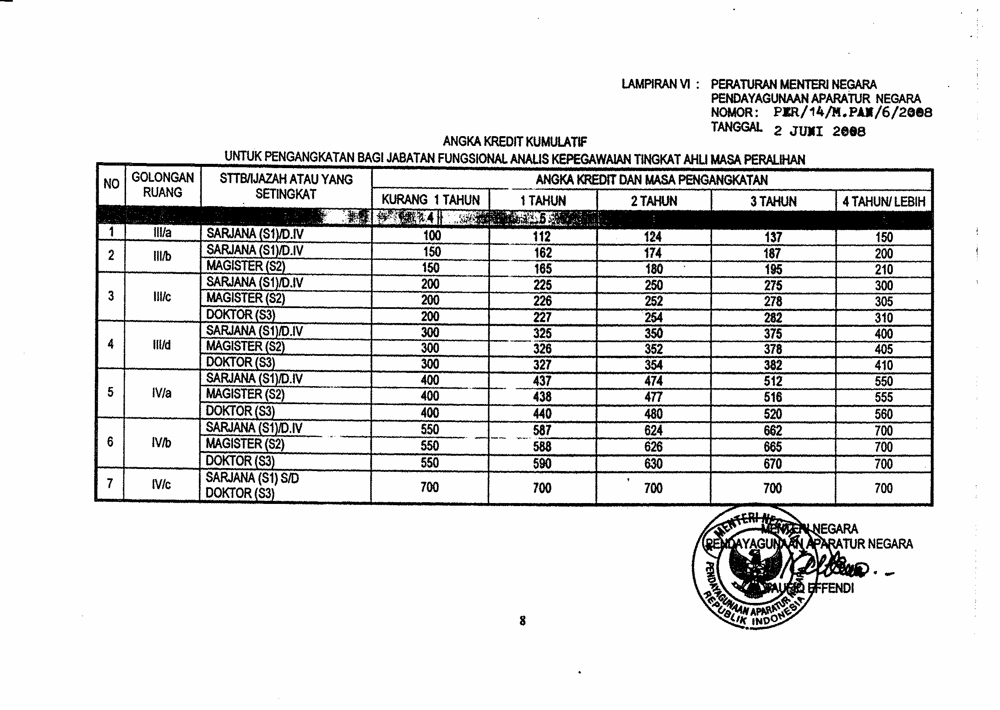 LAMPIRAN VI : PERATURAN MENTERI NEGARA
PENDAYAGUNAAN APARATUR NEGARA
NOMOR: PER/14/M.PAN/6/2008
TANGGAL 2 JUNI 2008
ANGKA KREDIT KUMULATIF
UNTUK PENGANGKATAN BAGI JABATAN FUNGSIONAL ANALIS KEPEGAWAIAN TINGKAT AHLI MASA PERALIHAN
NO GOLONGAN RUANG STTB/IJAZAH ATAU YANG SETINGKAT ANGKA KREDIT DAN MASA PENGANGKATAN
KURANG 1 TAHUN 1 TAHUN 2 TAHUN 3 TAHUN 4 TAHUN/ LEBIH
4 5
1 III/a SARJANA (S1)/D.IV 100 112 124 137 150
2 III/b SARJANA (S1)/D.IV 150 162 174 187 200
MAGISTER (S2) 150 165 180 195 210
3 III/c SARJANA (S1)/D.IV 200 225 250 275 300
MAGISTER (S2) 200 226 252 278 305
DOKTOR (S3) 200 227 254 282 310
4 III/d SARJANA (S1)/D.IV 300 325 350 375 400
MAGISTER (S2) 300 326 352 378 405
DOKTOR (S3) 300 327 354 382 410
5 IV/a SARJANA (S1)/D.IV 400 437 474 512 550
MAGISTER (S2) 400 438 477 516 555
DOKTOR (S3) 400 440 480 520 560
6 IV/b SARJANA (S1)/D.IV 550 587 624 662 700
MAGISTER (S2) 550 588 626 665 700
DOKTOR (S3) 550 590 630 670 700
7 IV/c SARJANA (S1) S/D DOKTOR (S3) 700 700 700 700 700
MENTERI NEGARA
PENDAYAGUNAAN APARATUR NEGARA
TAUFIQ EFFENDI
MENTERI NEGARA
PENDAYAGUNAAN APARATUR NEGARA
REPUBLIK INDONESIA
8